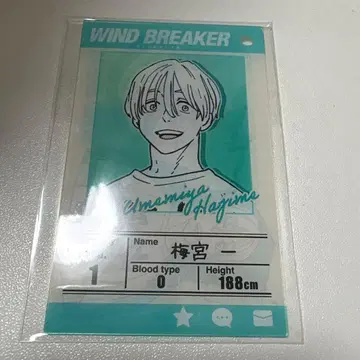 WIND BREAKER
Umemiya
Hajime
Name
梅宮 一
1
Blood type
O
Height
188cm